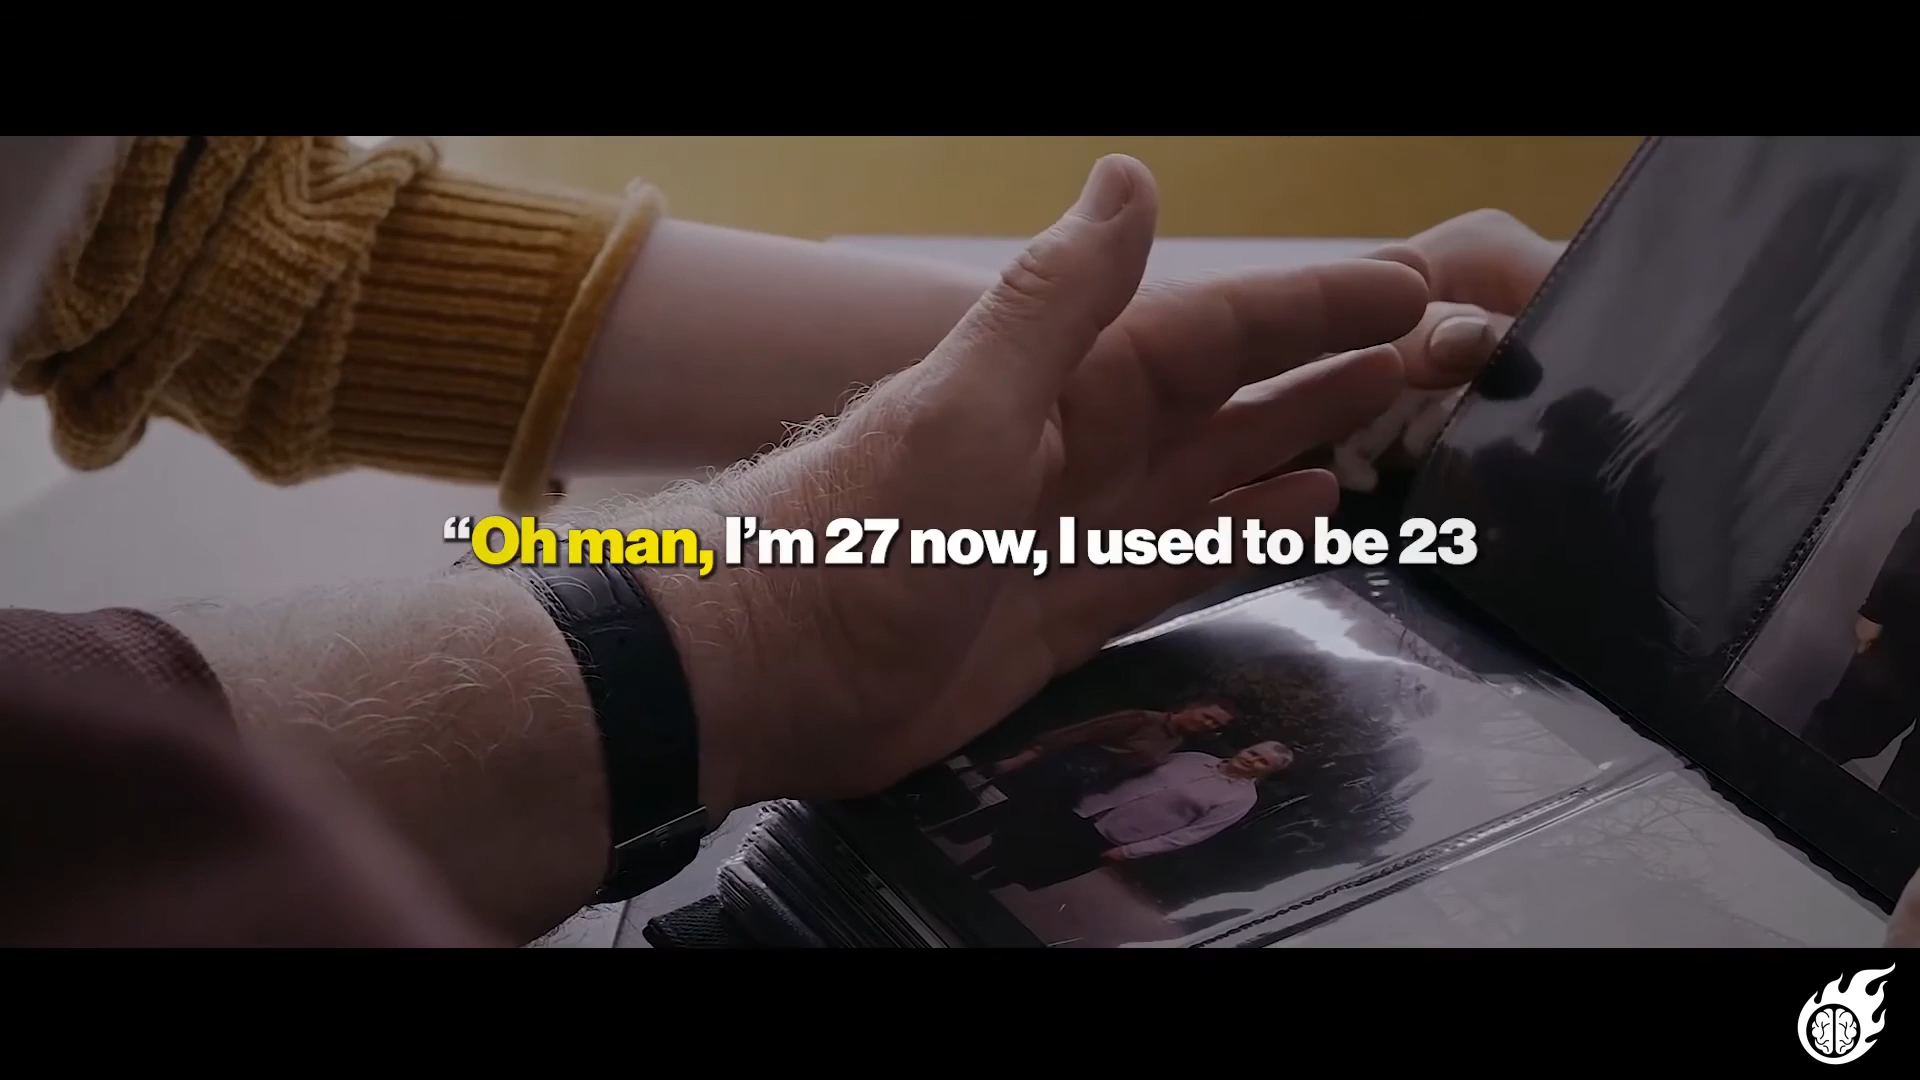 “Oh man, I’m 27 now, I used to be 23